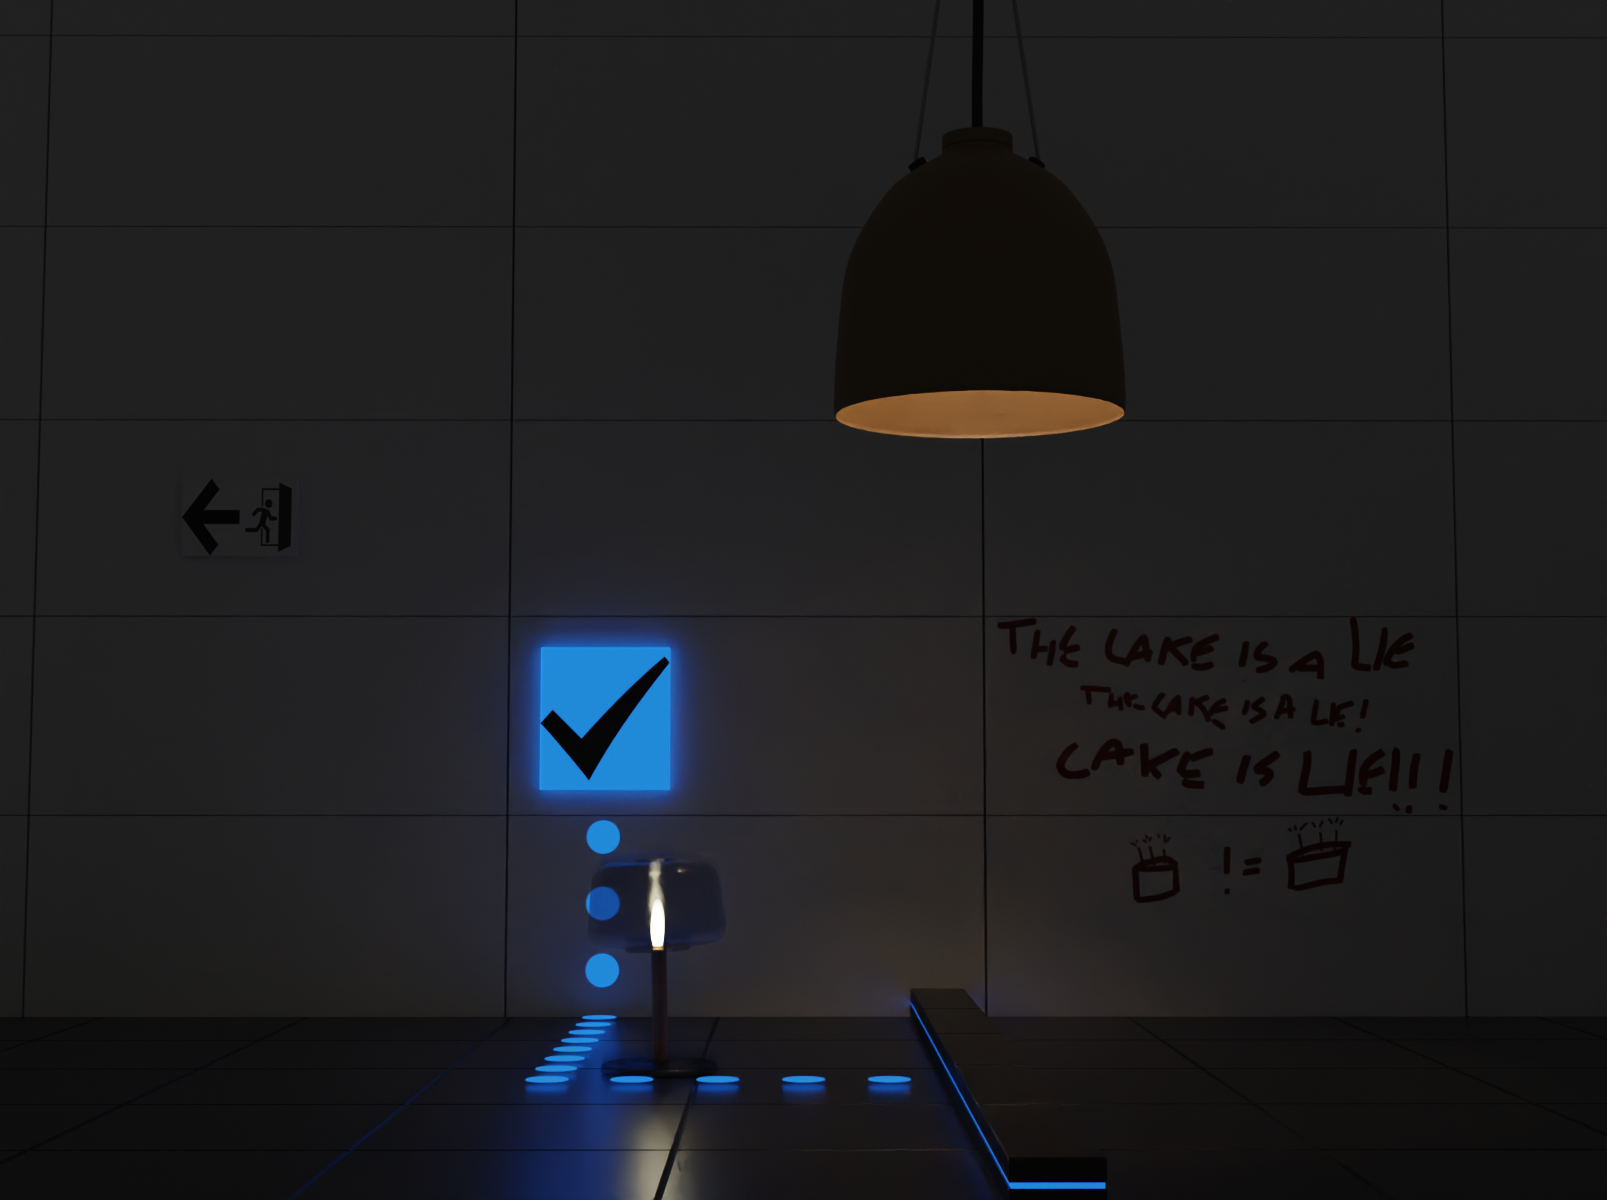 THE CAKE IS A LIE
THE CAKE IS A LIE!
CAKE IS LIE!!!
!=